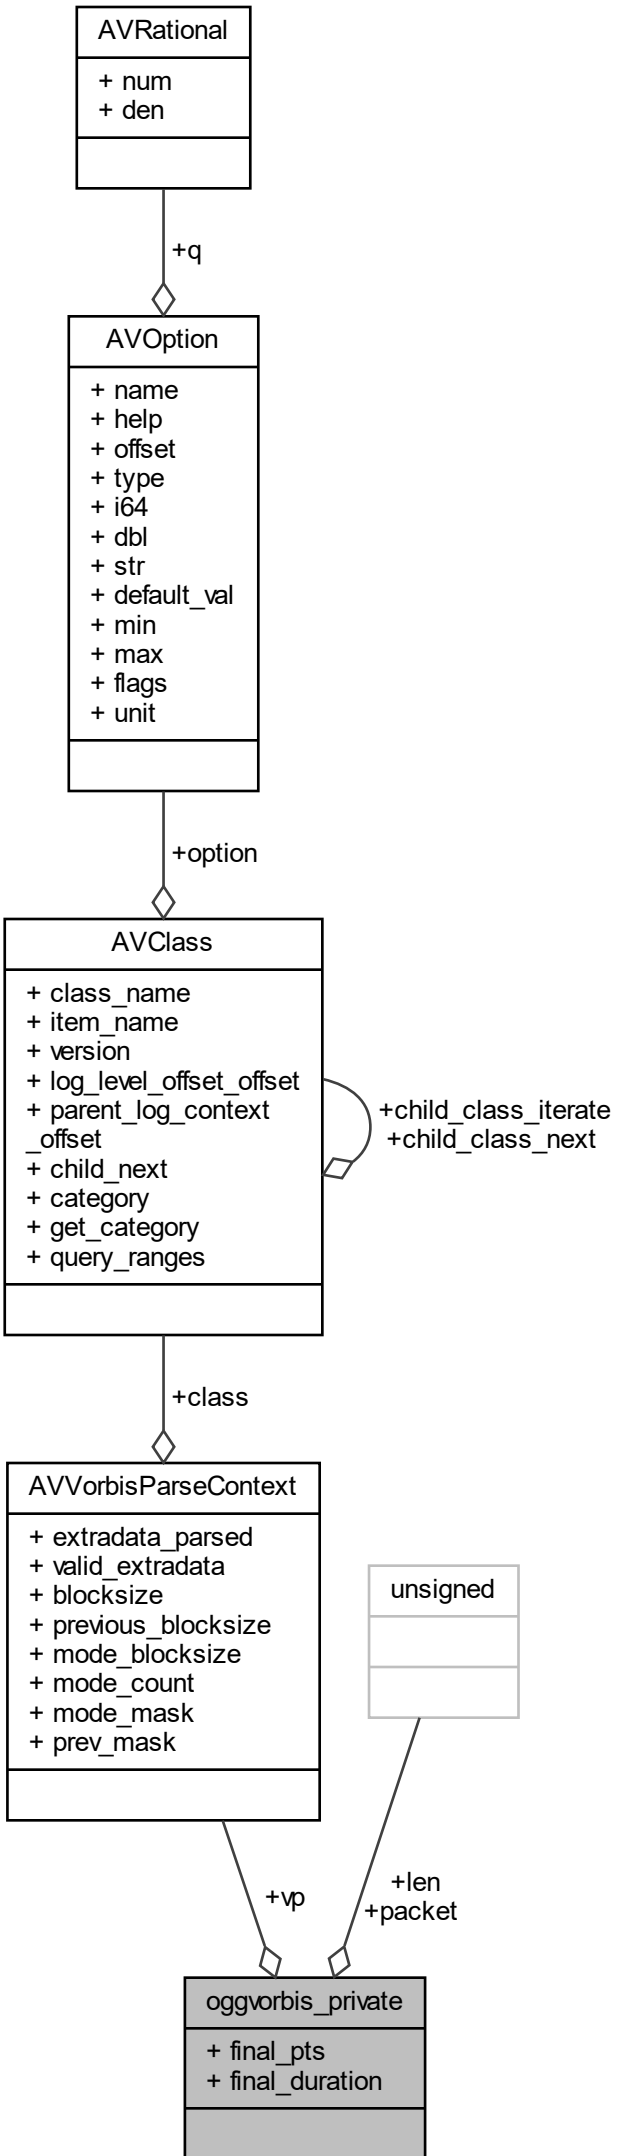 AVRational
+ num
+ den
+q
AVOption
+ name
+ help
+ offset
+ type
+ i64
+ dbl
+ str
+ default_val
+ min
+ max
+ flags
+ unit
+option
AVClass
+ class_name
+ item_name
+ version
+ log_level_offset_offset
+ parent_log_context
_offset
+ child_next
+ category
+ get_category
+ query_ranges
+child_class_iterate
+child_class_next
+class
AVVorbisParseContext
+ extradata_parsed
+ valid_extradata
+ blocksize
+ previous_blocksize
+ mode_blocksize
+ mode_count
+ mode_mask
+ prev_mask
unsigned
+vp
+len
+packet
oggvorbis_private
+ final_pts
+ final_duration